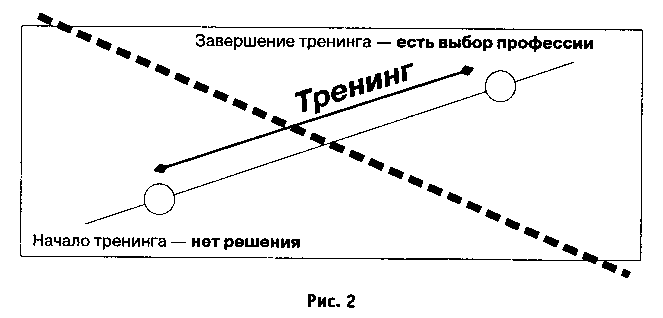 Завершение тренинга — есть выбор профессии
Тренинг
Начало тренинга — нет решения
Рис. 2